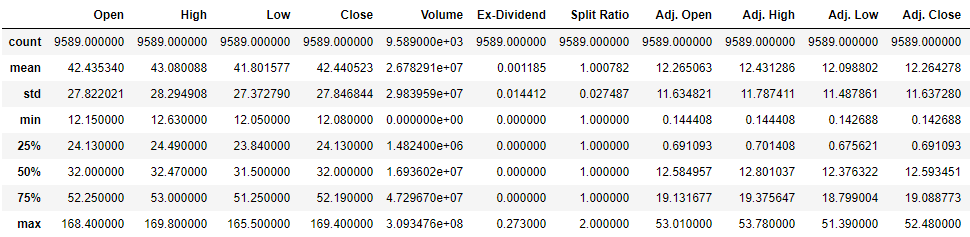 Open High Low Close Volume Ex-Dividend Split Ratio Adj. Open Adj. High Adj. Low Adj. Close
count 9589.000000 9589.000000 9589.000000 9589.000000 9.589000e+03 9589.000000 9589.000000 9589.000000 9589.000000 9589.000000 9589.000000
mean 42.435340 43.080088 41.801577 42.440523 2.678291e+07 0.001185 1.000782 12.265063 12.431286 12.098802 12.264278
std 27.822021 28.294908 27.372790 27.846844 2.983959e+07 0.014412 0.027487 11.634821 11.787411 11.487861 11.637280
min 12.150000 12.630000 12.050000 12.080000 0.000000e+00 0.000000 1.000000 0.144408 0.144408 0.142688 0.142688
25% 24.130000 24.490000 23.840000 24.130000 1.482400e+06 0.000000 1.000000 0.691093 0.701408 0.675621 0.691093
50% 32.000000 32.470000 31.500000 32.000000 1.693602e+07 0.000000 1.000000 12.584957 12.801037 12.376322 12.593451
75% 52.250000 53.000000 51.250000 52.190000 4.729670e+07 0.000000 1.000000 19.131677 19.375647 18.799004 19.088773
max 168.400000 169.800000 165.500000 169.400000 3.093476e+08 0.273000 2.000000 53.010000 53.780000 51.390000 52.480000